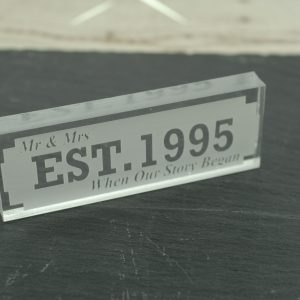 Mr & Mrs
EST.1995
When Our Story Began